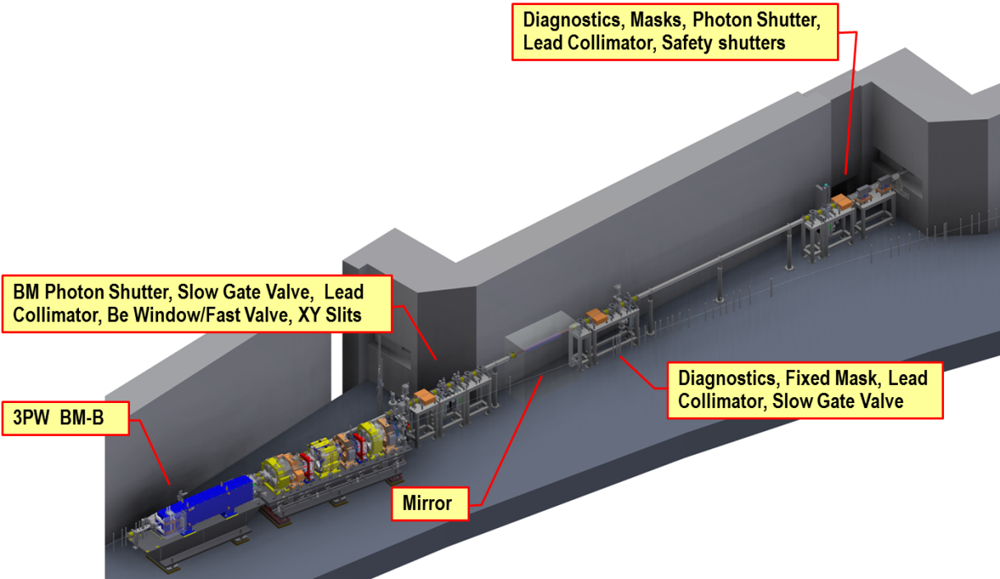 Diagnostics, Masks, Photon Shutter,
Lead Collimator, Safety shutters
BM Photon Shutter, Slow Gate Valve, Lead
Collimator, Be Window/Fast Valve, XY Slits
Diagnostics, Fixed Mask, Lead
Collimator, Slow Gate Valve
3PW BM-B
Mirror